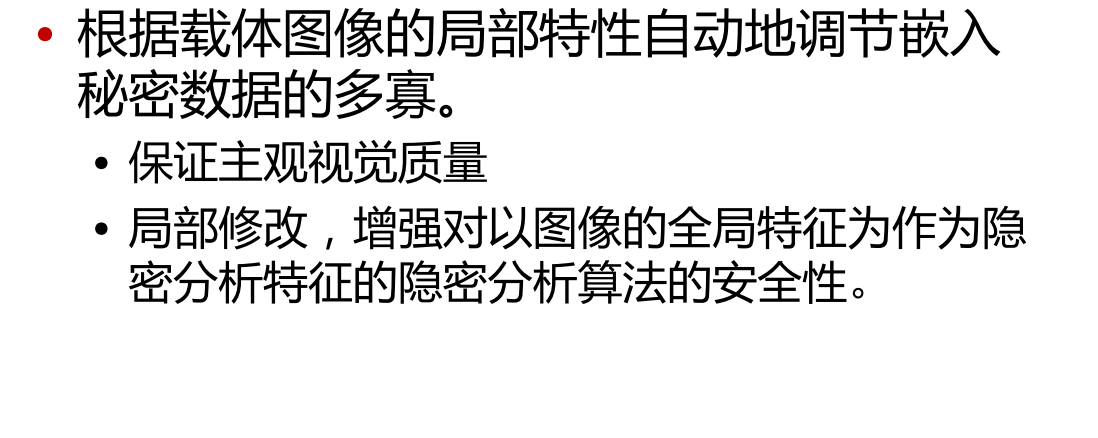 • 根据载体图像的局部特性自动地调节嵌入
秘密数据的多寡。
• 保证主观视觉质量
• 局部修改，增强对以图像的全局特征为作为隐
密分析特征的隐密分析算法的安全性。